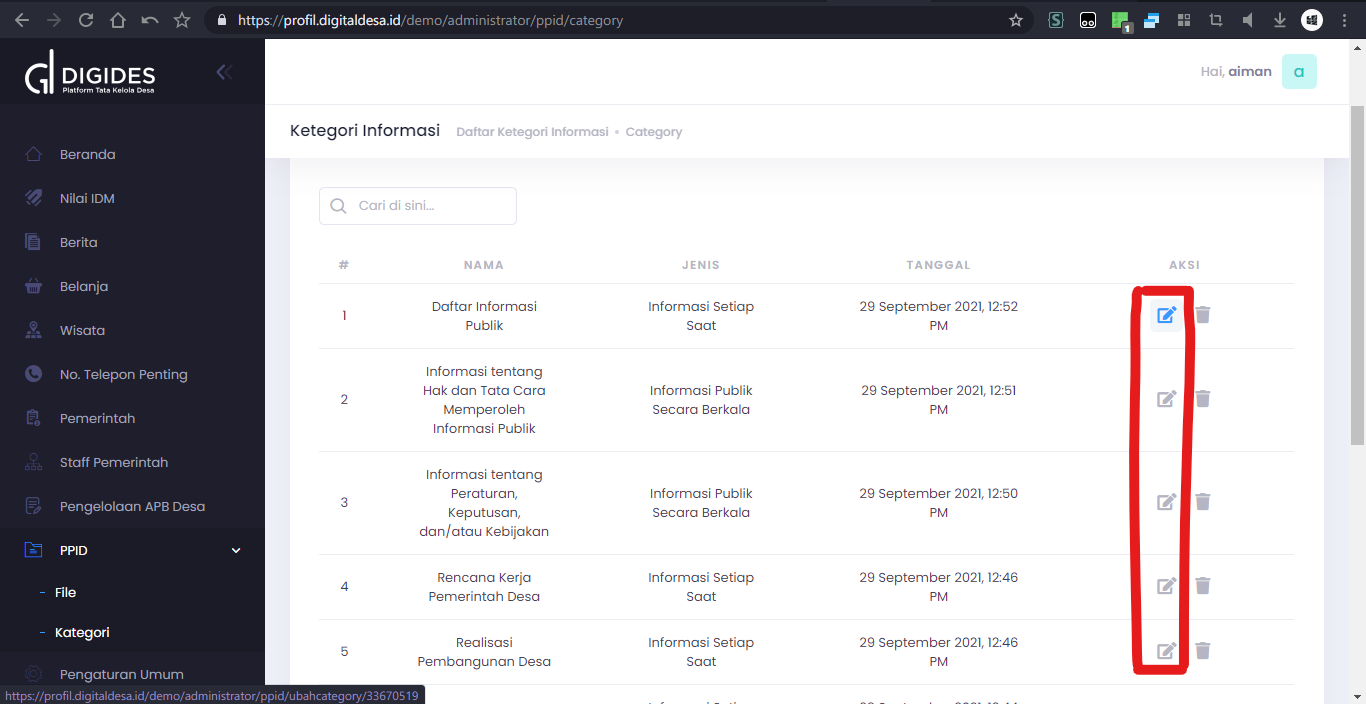 https://profil.digitaldesa.id/demo/administrator/ppid/category
S
1
DIGIDES
Platform Tata Kelola Desa
Hai, aiman
a
Ketegori Informasi
Daftar Ketegori Informasi • Category
Beranda
Nilai IDM
Berita
Belanja
Wisata
No. Telepon Penting
Pemerintah
Staff Pemerintah
Pengelolaan APB Desa
PPID
- File
- Kategori
Pengaturan Umum
Cari di sini...
# NAMA JENIS TANGGAL AKSI
1
Daftar Informasi
Publik
Informasi Setiap
Saat
29 September 2021, 12:52
PM
2
Informasi tentang
Hak dan Tata Cara
Memperoleh
Informasi Publik
Informasi Publik
Secara Berkala
29 September 2021, 12:51
PM
3
Informasi tentang
Peraturan,
Keputusan,
dan/atau Kebijakan
Informasi Publik
Secara Berkala
29 September 2021, 12:50
PM
4
Rencana Kerja
Pemerintah Desa
Informasi Setiap
Saat
29 September 2021, 12:46
PM
5
Realisasi
Pembangunan Desa
Informasi Setiap
Saat
29 September 2021, 12:46
PM
https://profil.digitaldesa.id/demo/administrator/ppid/ubahcategory/33670519